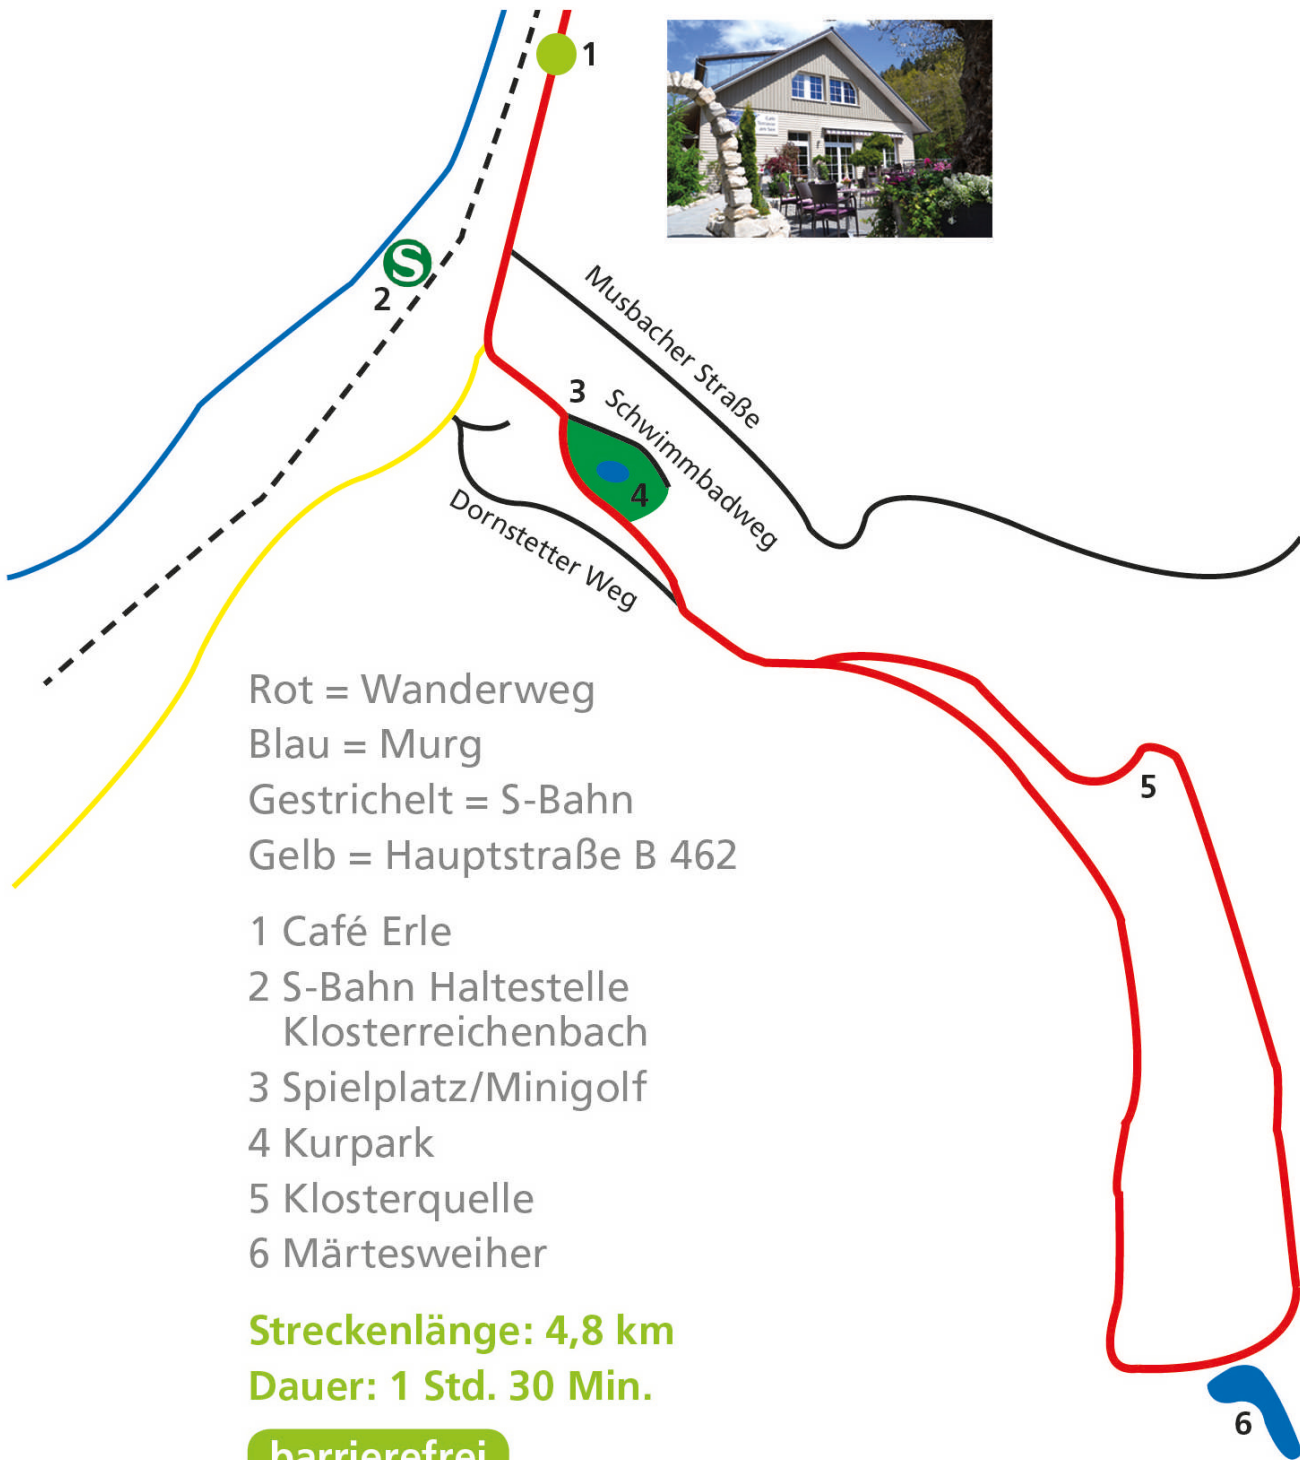 1
S
2
Musbacher Straße
3
Schwimmbadweg
4
Dornstetter Weg
Rot = Wanderweg
Blau = Murg
Gestrichelt = S-Bahn
Gelb = Hauptstraße B 462
5
1 Café Erle
2 S-Bahn Haltestelle
Klosterreichenbach
3 Spielplatz/Minigolf
4 Kurpark
5 Klosterquelle
6 Märtesweiher
Streckenlänge: 4,8 km
Dauer: 1 Std. 30 Min.
6
barrierefrei